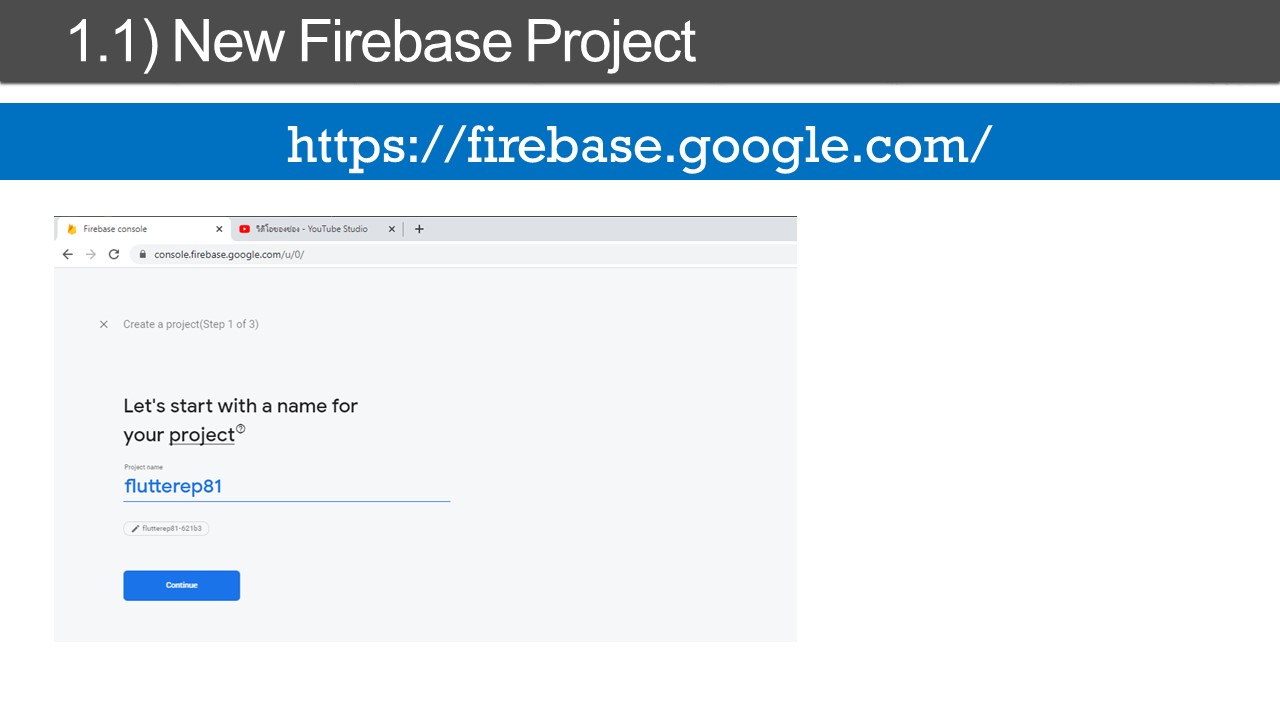 1.1) New Firebase Project
https://firebase.google.com/
Firebase console
วิดีโอของช่อง - YouTube Studio
console.firebase.google.com/u/0/
Create a project(Step 1 of 3)
Let's start with a name for
your project
Project name
flutterep81
flutterep81-621b3
Continue